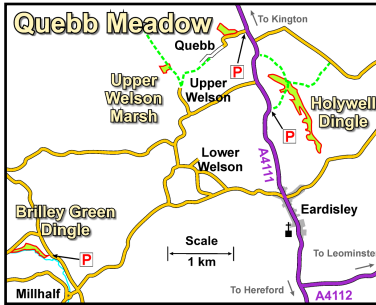 Quebb Meadow
To Kington
Quebb
P
Upper
Welson
Marsh
Upper
Welson
Holywell
Dingle
P
Lower
Welson
A4111
Brilley Green
Dingle
Eardisley
P
Scale
1 km
To Leominster
Millhalf
To Hereford
A4112